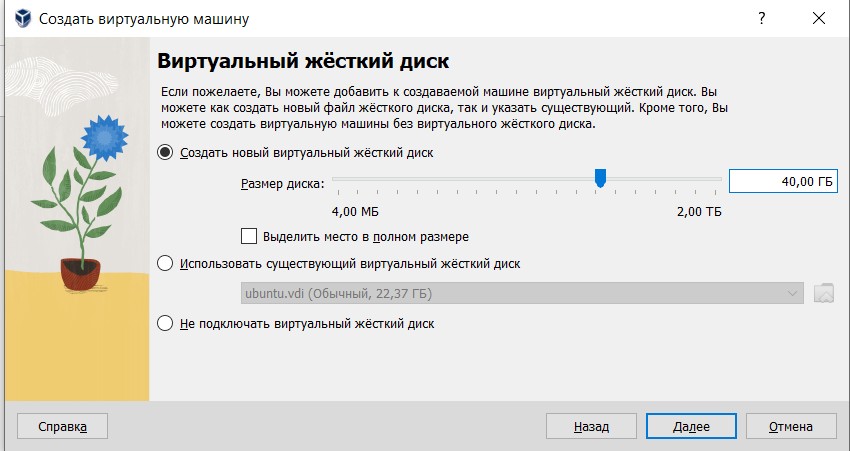 Создать виртуальную машину
?
Виртуальный жёсткий диск
Если пожелаете, Вы можете добавить к создаваемой машине виртуальный жёсткий диск. Вы
можете как создать новый файл жёсткого диска, так и указать существующий. Кроме того, Вы
можете создать виртуальную машины без виртуального жёсткого диска.
Создать новый виртуальный жёсткий диск
Размер диска:
40,00 ГБ
4,00 МБ
2,00 ТБ
Выделить место в полном размере
Использовать существующий виртуальный жёсткий диск
ubuntu.vdi (Обычный, 22,37 ГБ)
Не подключать виртуальный жёсткий диск
Справка
Назад
Далее
Отмена